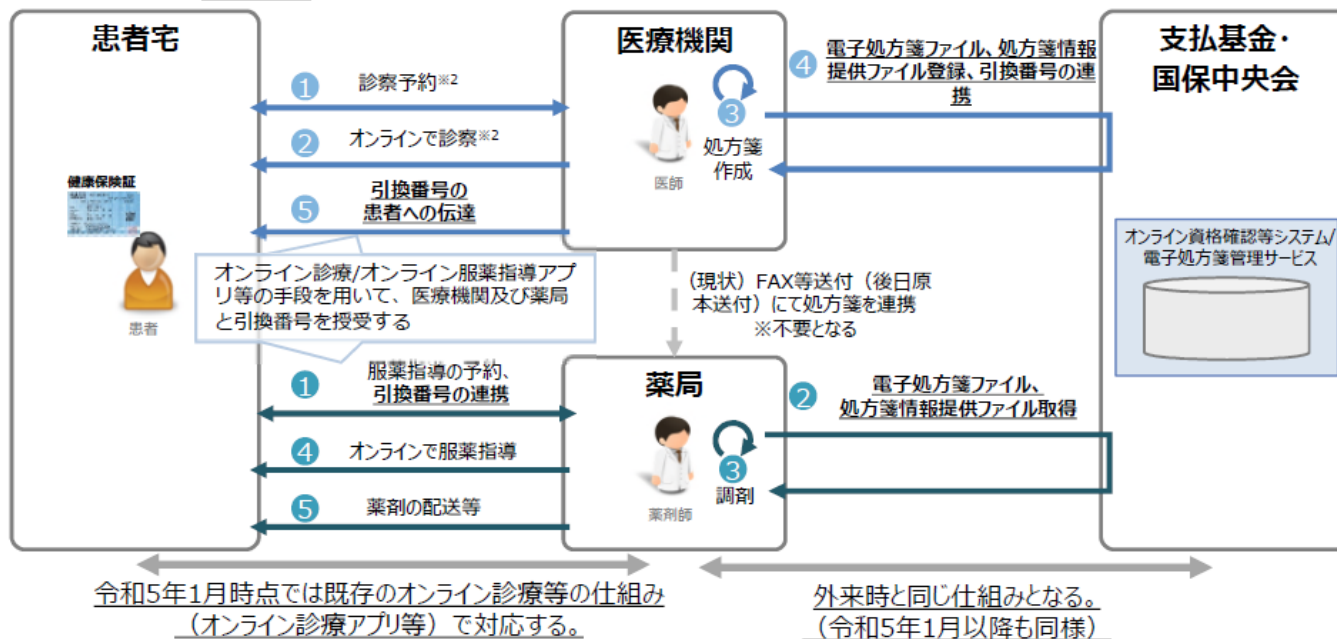 患者宅
健康保険証
患者
① 診察予約※2
② オンラインで診察※2
⑤ 引換番号の
患者への伝達
オンライン診療/オンライン服薬指導アプ
リ等の手段を用いて、医療機関及び薬局
と引換番号を授受する
① 服薬指導の予約、
引換番号の連携
④ オンラインで服薬指導
⑤ 薬剤の配送等
医療機関
医師
③
処方箋
作成
④ 電子処方箋ファイル、処方箋情報
提供ファイル登録、引換番号の連
携
(現状)FAX等送付(後日原
本送付)にて処方箋を連携
※不要となる
薬局
薬剤師
③
調剤
② 電子処方箋ファイル、
処方箋情報提供ファイル取得
支払基金・
国保中央会
オンライン資格確認等システム/
電子処方箋管理サービス
令和5年1月時点では既存のオンライン診療等の仕組み
(オンライン診療アプリ等)で対応する。
外来時と同じ仕組みとなる。
(令和5年1月以降も同様)